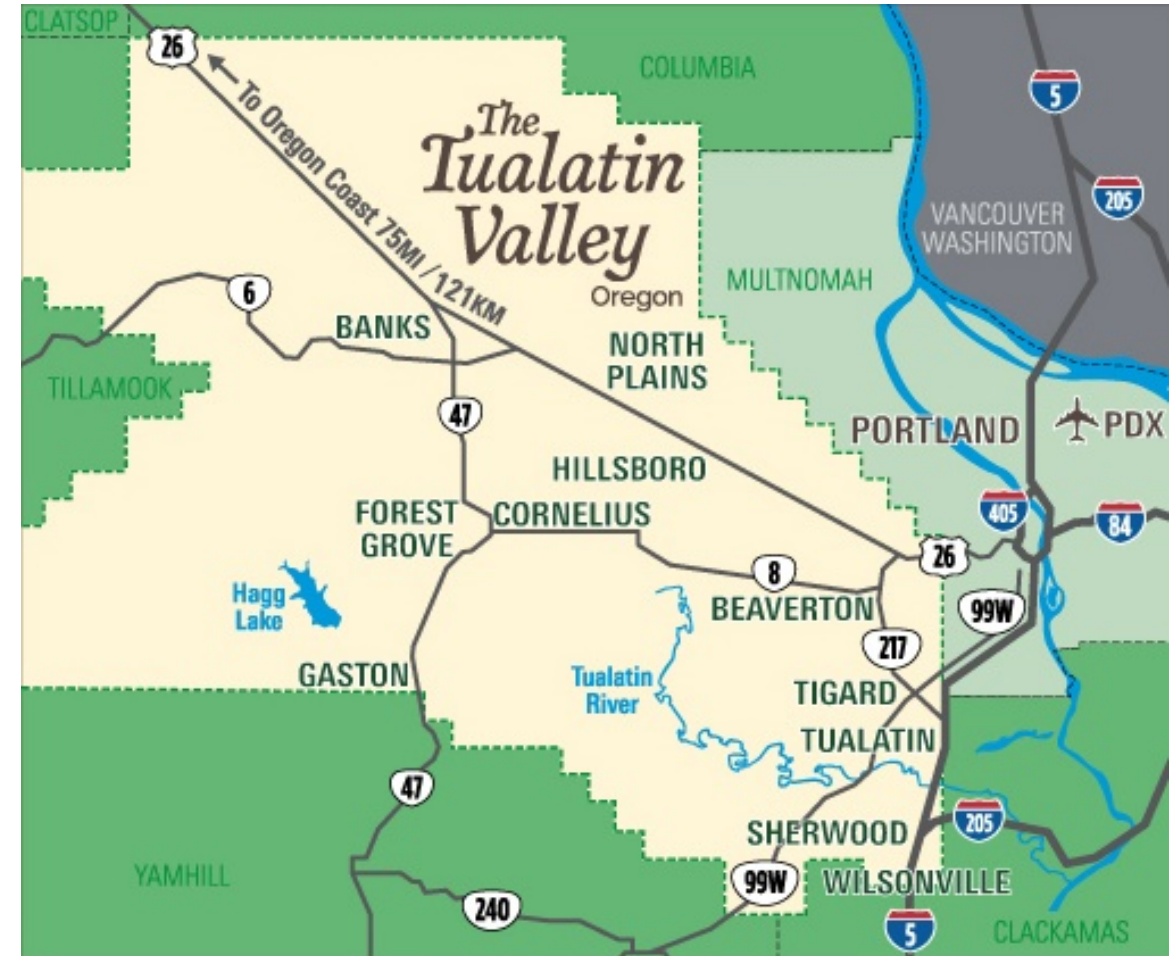 CLATSOP
26
To Oregon Coast 75MI / 121KM
The
Tualatin
Valley
Oregon
COLUMBIA
5
205
VANCOUVER
WASHINGTON
MULTNOMAH
6
BANKS
NORTH
PLAINS
TILLAMOOK
47
PORTLAND
PDX
HILLSBORO
FOREST
GROVE
CORNELIUS
405
84
26
8
Hagg
Lake
BEAVERTON
99W
217
GASTON
Tualatin
River
TIGARD
TUALATIN
47
205
SHERWOOD
YAMHILL
99W
WILSONVILLE
240
5
CLACKAMAS